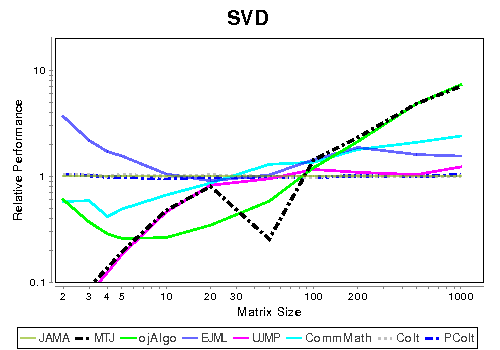 SVD
Relative Performance
10
1
0.1
2 3 4 5 10 20 30 100 200 1000
Matrix Size
JAMA MTJ ojAlgo EJML UJMP CommMath Colt PColt